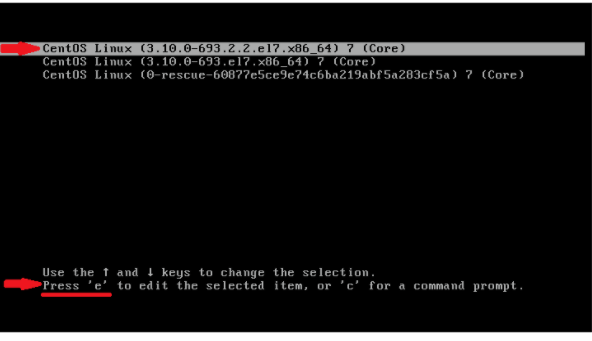 CentOS Linux (3.10.0-693.2.2.el7.x86_64) 7 (Core)
CentOS Linux (3.10.0-693.el7.x86_64) 7 (Core)
CentOS Linux (0-rescue-60877e5ce9e74c6ba219abf5a283cf5a) 7 (Core)
Use the ↑ and ↓ keys to change the selection.
Press 'e' to edit the selected item, or 'c' for a command prompt.